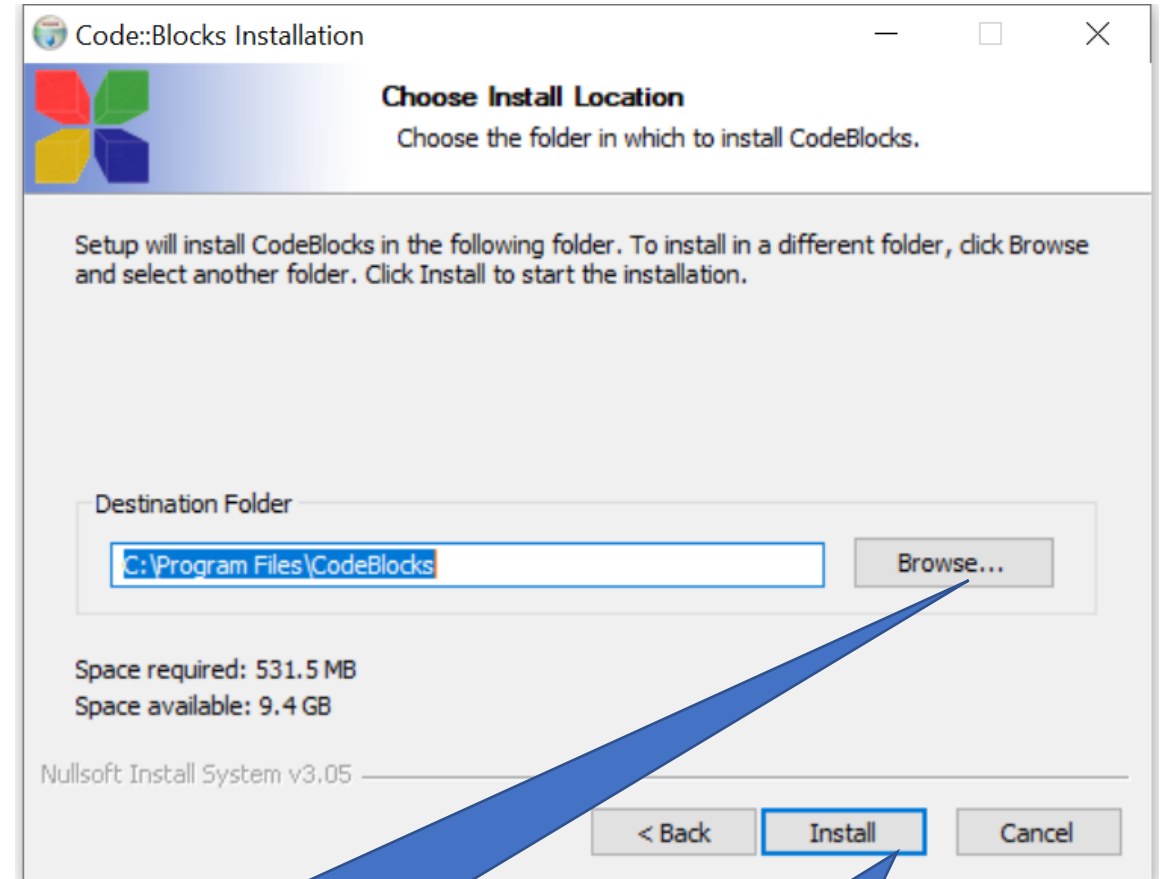 Code::Blocks Installation
Choose Install Location
Choose the folder in which to install CodeBlocks.
Setup will install CodeBlocks in the following folder. To install in a different folder, click Browse
and select another folder. Click Install to start the installation.
Destination Folder
C:\Program Files\CodeBlocks
Browse...
Space required: 531.5 MB
Space available: 9.4 GB
Nullsoft Install System v3.05
< Back Install Cancel